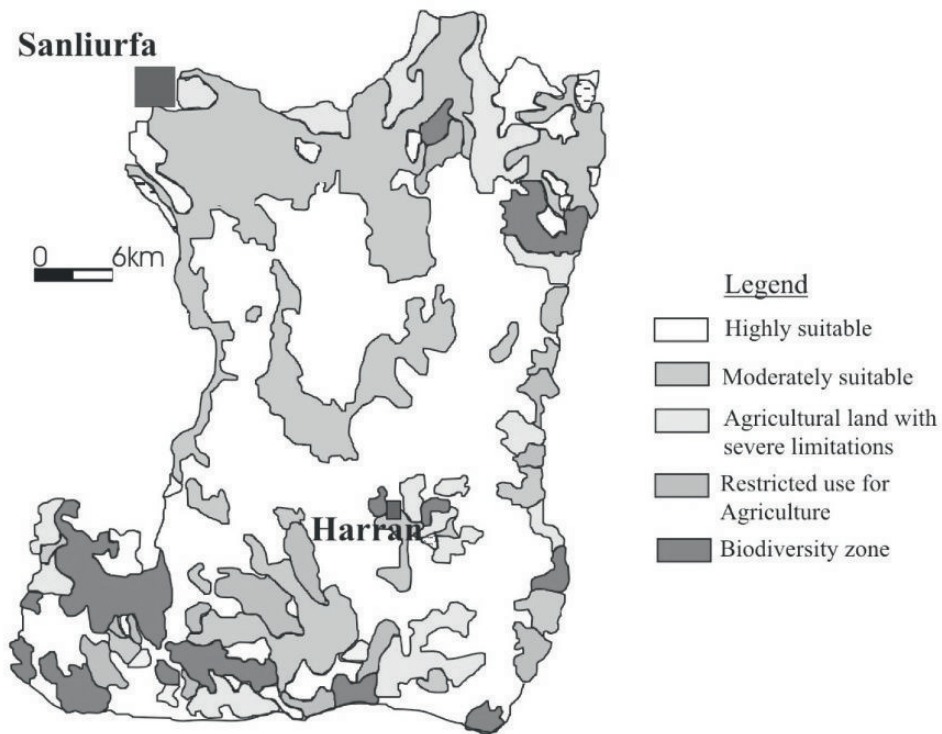 Sanliurfa
0 6km
Legend
Highly suitable
Moderately suitable
Agricultural land with
severe limitations
Restricted use for
Agriculture
Biodiversity zone
Harran